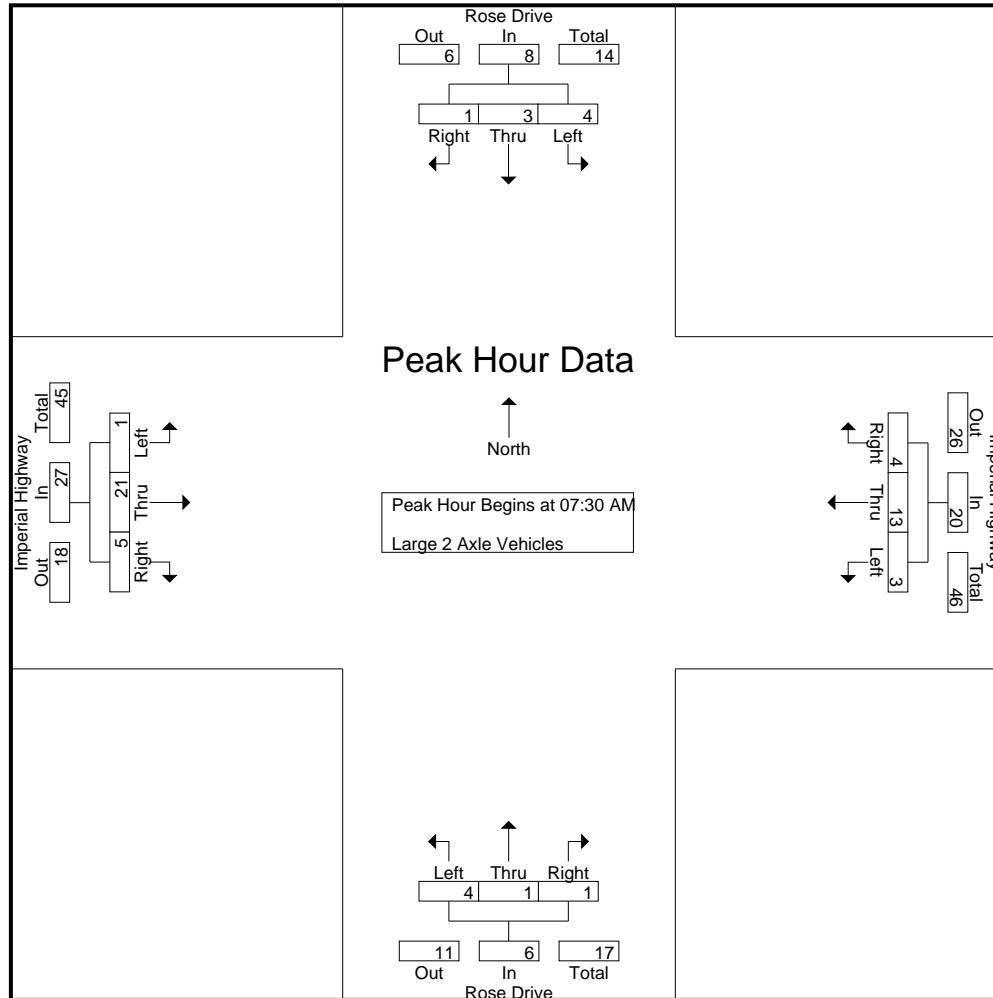 Rose Drive
Out In Total
6 8 14
1 3 4
Right Thru Left
Peak Hour Data
North
Peak Hour Begins at 07:30 AM
Large 2 Axle Vehicles
Imperial Highway
Total In Out
45 27 18
1 21 5
Left Thru Right
Imperial Highway
Out In Total
26 20 46
4 13 3
Right Thru Left
Left Thru Right
4 1 1
11 6 17
Out In Total
Rose Drive